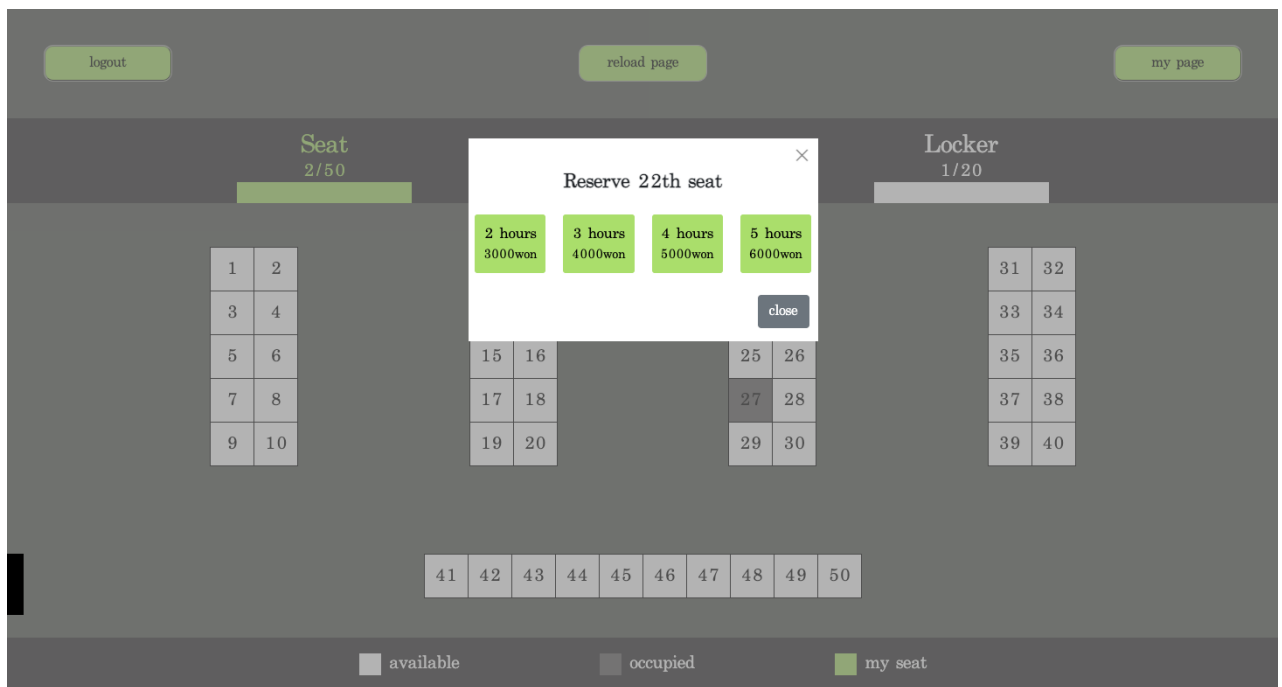 logout
reload page
my page
Seat
2/50
Locker
1/20
Reserve 22th seat
2 hours
3000won
3 hours
4000won
4 hours
5000won
5 hours
6000won
close
1 2
3 4
5 6
7 8
9 10
15 16
17 18
19 20
25 26
27 28
29 30
31 32
33 34
35 36
37 38
39 40
41 42 43 44 45 46 47 48 49 50
available
occupied
my seat